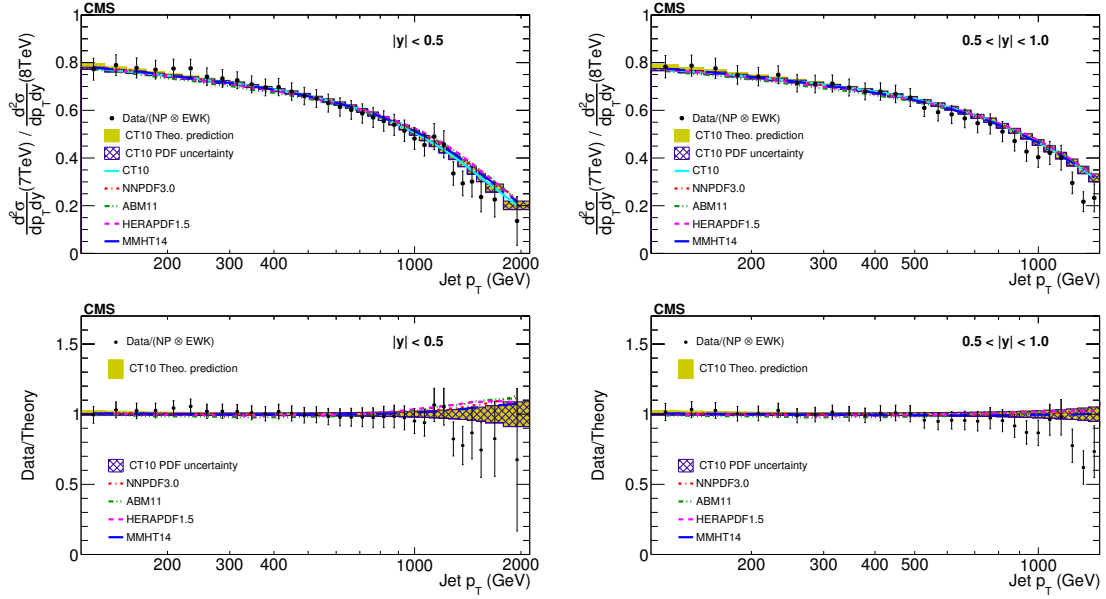 CMS
|y| < 0.5
d²σ/dp_T dy (7TeV) / d²σ/dp_T dy (8TeV)
1
0.8
0.6
0.4
0.2
0
Data/(NP ⊗ EWK)
CT10 Theo. prediction
CT10 PDF uncertainty
CT10
NNPDF3.0
ABM11
HERAPDF1.5
MMHT14
200 300 400 1000 2000
Jet p_T (GeV)
CMS
0.5 < |y| < 1.0
d²σ/dp_T dy (7TeV) / d²σ/dp_T dy (8TeV)
1
0.8
0.6
0.4
0.2
0
Data/(NP ⊗ EWK)
CT10 Theo. prediction
CT10 PDF uncertainty
CT10
NNPDF3.0
ABM11
HERAPDF1.5
MMHT14
200 300 400 500 1000
Jet p_T (GeV)
CMS
|y| < 0.5
Data/Theory
1.5
1
0.5
0
Data/(NP ⊗ EWK)
CT10 Theo. prediction
CT10 PDF uncertainty
NNPDF3.0
ABM11
HERAPDF1.5
MMHT14
200 300 400 1000 2000
Jet p_T (GeV)
CMS
0.5 < |y| < 1.0
Data/Theory
1.5
1
0.5
0
Data/(NP ⊗ EWK)
CT10 Theo. prediction
CT10 PDF uncertainty
NNPDF3.0
ABM11
HERAPDF1.5
MMHT14
200 300 400 500 1000
Jet p_T (GeV)